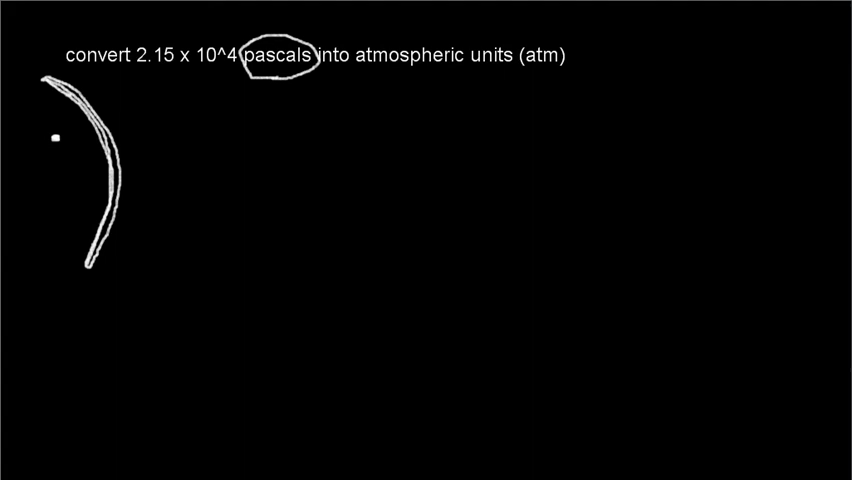 convert 2.15 x 10^4 pascals into atmospheric units (atm)